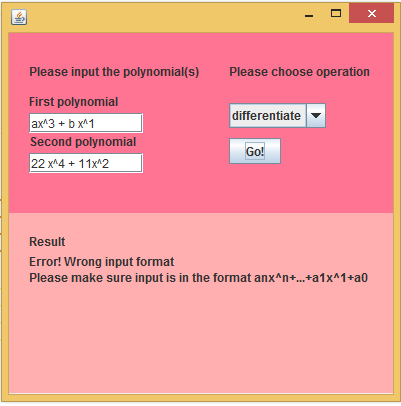 Please input the polynomial(s)
Please choose operation
First polynomial
ax^3 + b x^1
differentiate
Second polynomial
22 x^4 + 11x^2
Go!
Result
Error! Wrong input format
Please make sure input is in the format anx^n+...+a1x^1+a0